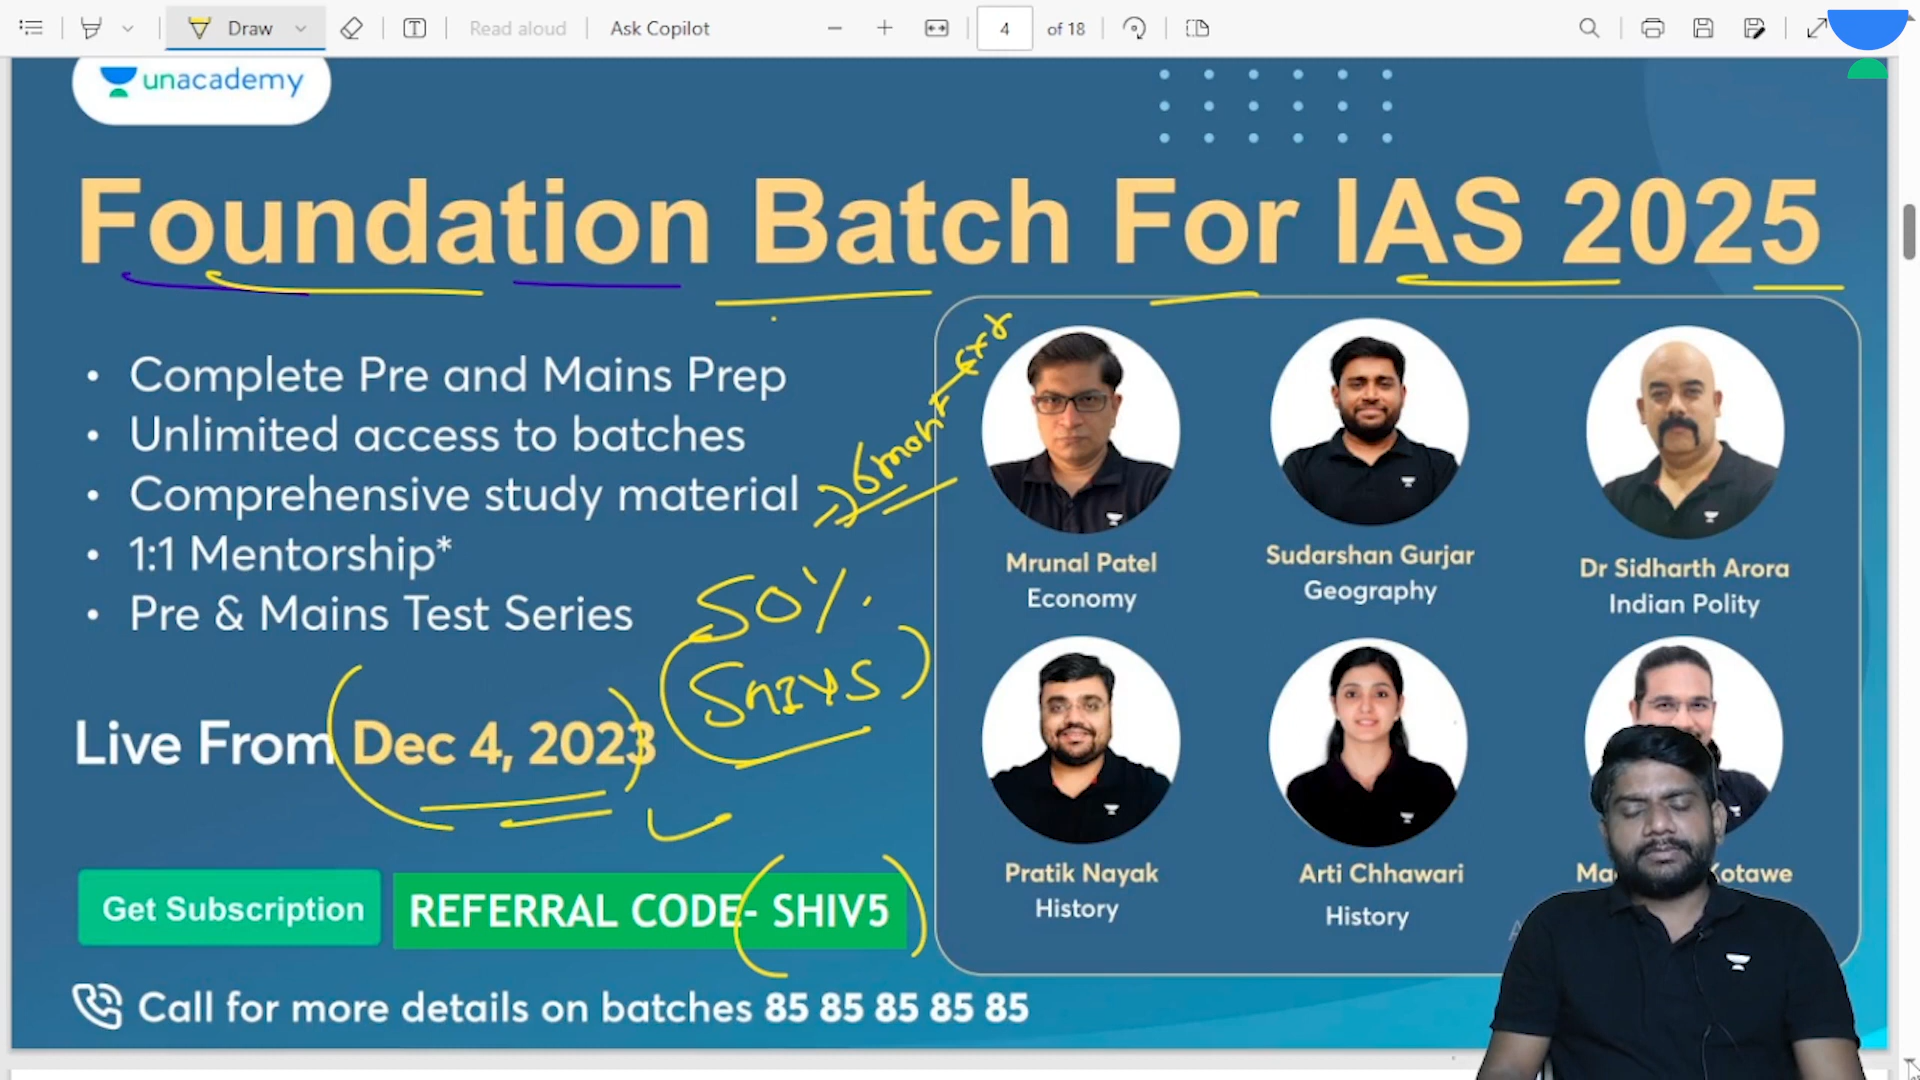 Draw
Read aloud
Ask Copilot
4
of 18
unacademy
Foundation Batch For IAS 2025
Complete Pre and Mains Prep
Unlimited access to batches
Comprehensive study material
1:1 Mentorship*
Pre & Mains Test Series
6 month
50%
SHIV5
Live From Dec 4, 2023
Get Subscription
REFERRAL CODE- SHIV5
Call for more details on batches 85 85 85 85 85
Mrunal Patel
Economy
Sudarshan Gurjar
Geography
Dr Sidharth Arora
Indian Polity
Pratik Nayak
History
Arti Chhawari
History
Kotawe